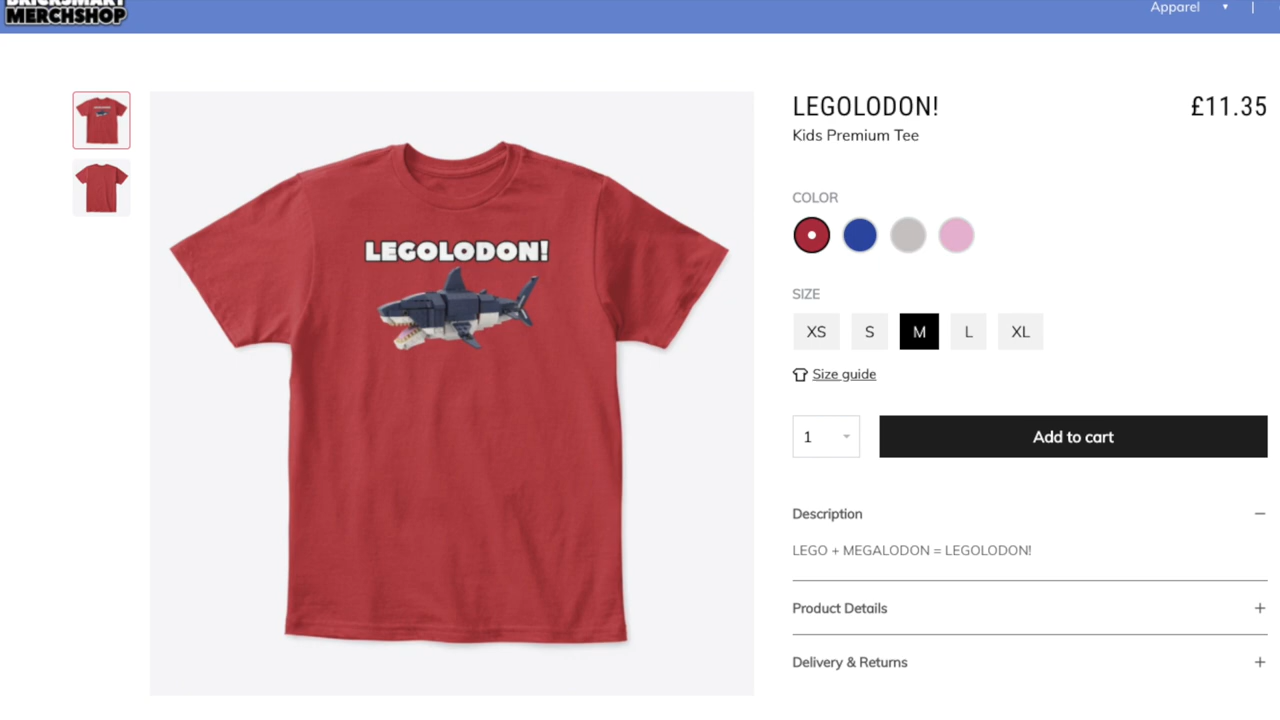 BRICKSMART
MERCHSHOP
Apparel
LEGOLODON!
LEGOLODON!
£11.35
Kids Premium Tee
COLOR
SIZE
XS S M L XL
Size guide
1
Add to cart
Description
LEGO + MEGALODON = LEGOLODON!
Product Details
Delivery & Returns